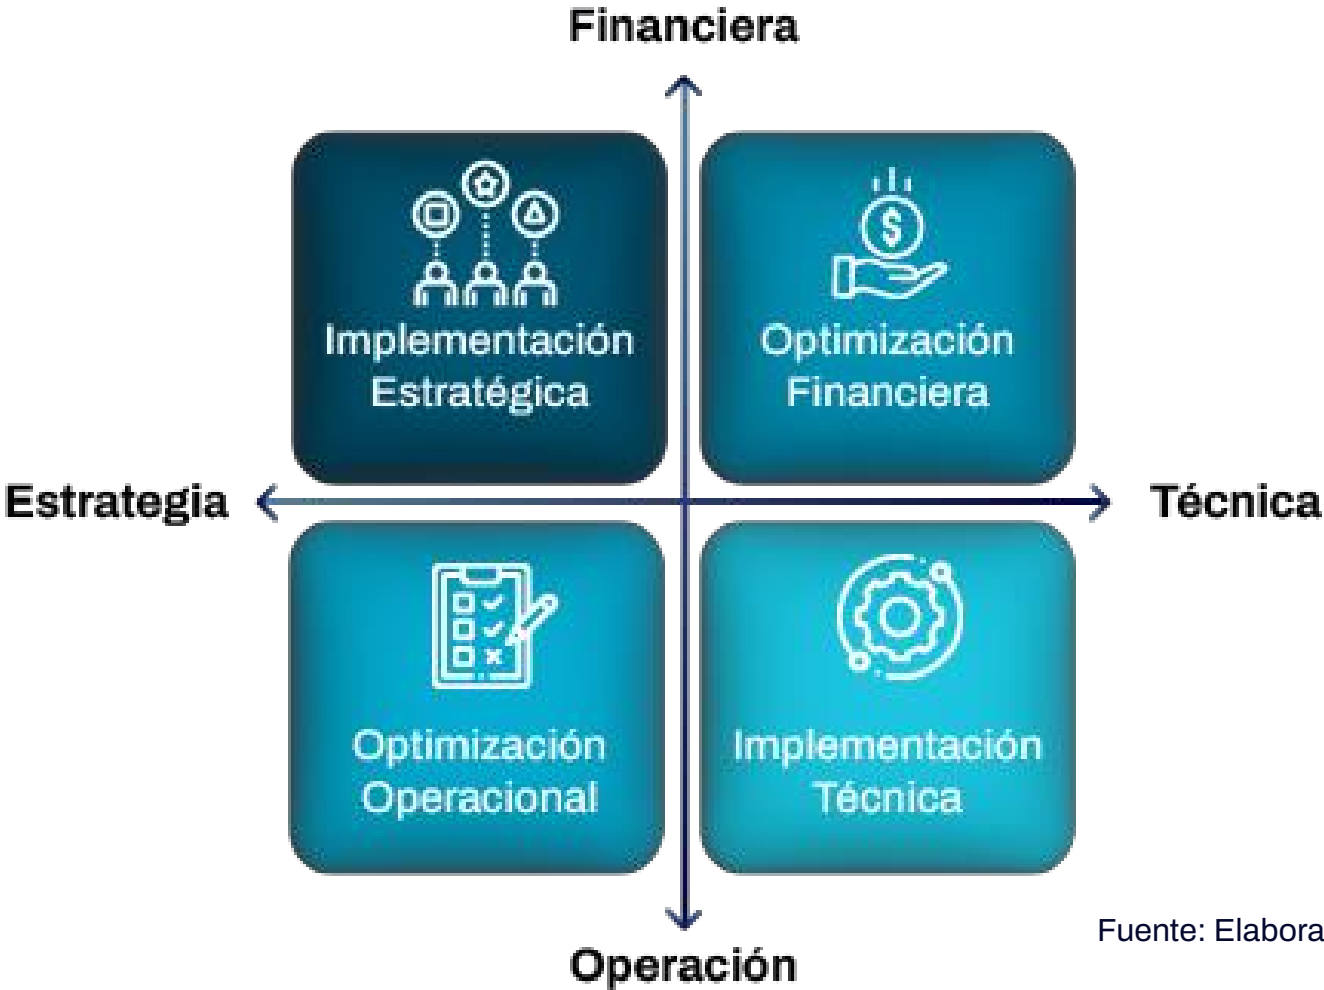 Financiera
Implementación
Estratégica
Optimización
Financiera
Estrategia
Técnica
Optimización
Operacional
Implementación
Técnica
Fuente: Elabora
Operación